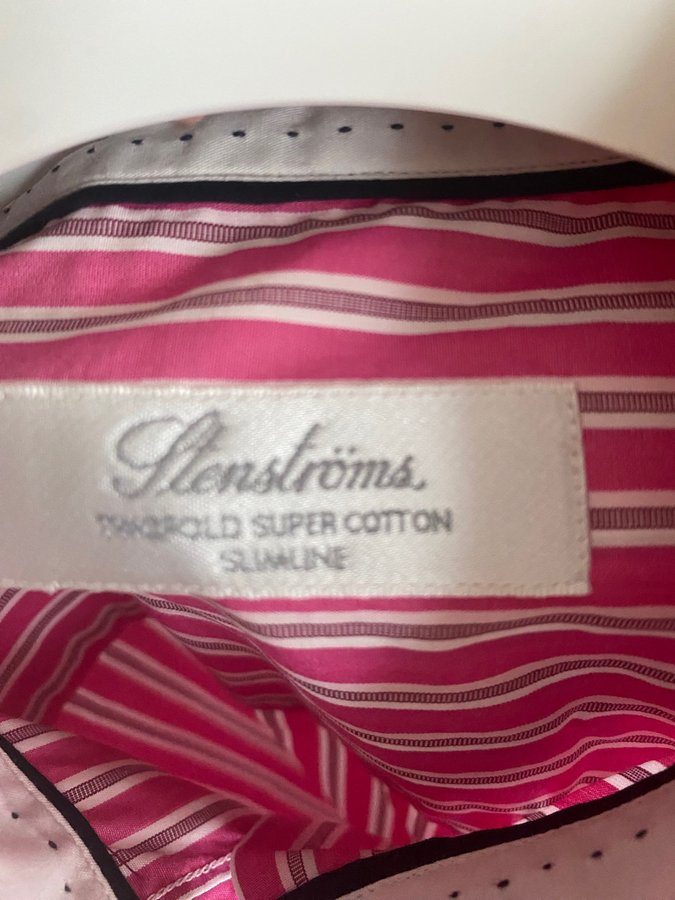 Stenströms
TWOFOLD SUPER COTTON
SLIMLINE